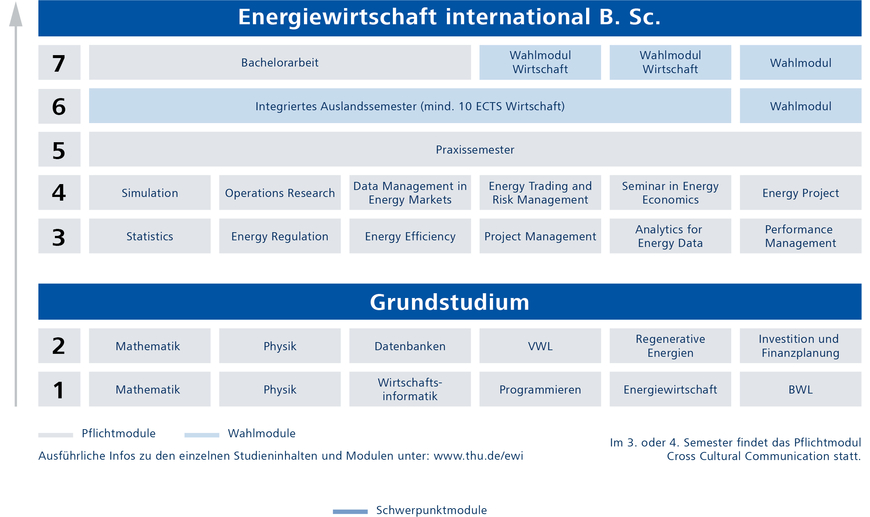 Energiewirtschaft international B. Sc.
7
Bachelorarbeit
Wahlmodul
Wirtschaft
Wahlmodul
Wirtschaft
Wahlmodul
6
Integriertes Auslandssemester (mind. 10 ECTS Wirtschaft)
Wahlmodul
5
Praxissemester
4
Simulation
Operations Research
Data Management in
Energy Markets
Energy Trading and
Risk Management
Seminar in Energy
Economics
Energy Project
3
Statistics
Energy Regulation
Energy Efficiency
Project Management
Analytics for
Energy Data
Performance
Management
Grundstudium
2
Mathematik
Physik
Datenbanken
VWL
Regenerative
Energien
Investition und
Finanzplanung
1
Mathematik
Physik
Wirtschafts-
informatik
Programmieren
Energiewirtschaft
BWL
Pflichtmodule
Wahlmodule
Ausführliche Infos zu den einzelnen Studieninhalten und Modulen unter: www.thu.de/ewi
Im 3. oder 4. Semester findet das Pflichtmodul
Cross Cultural Communication statt.
Schwerpunktmodule